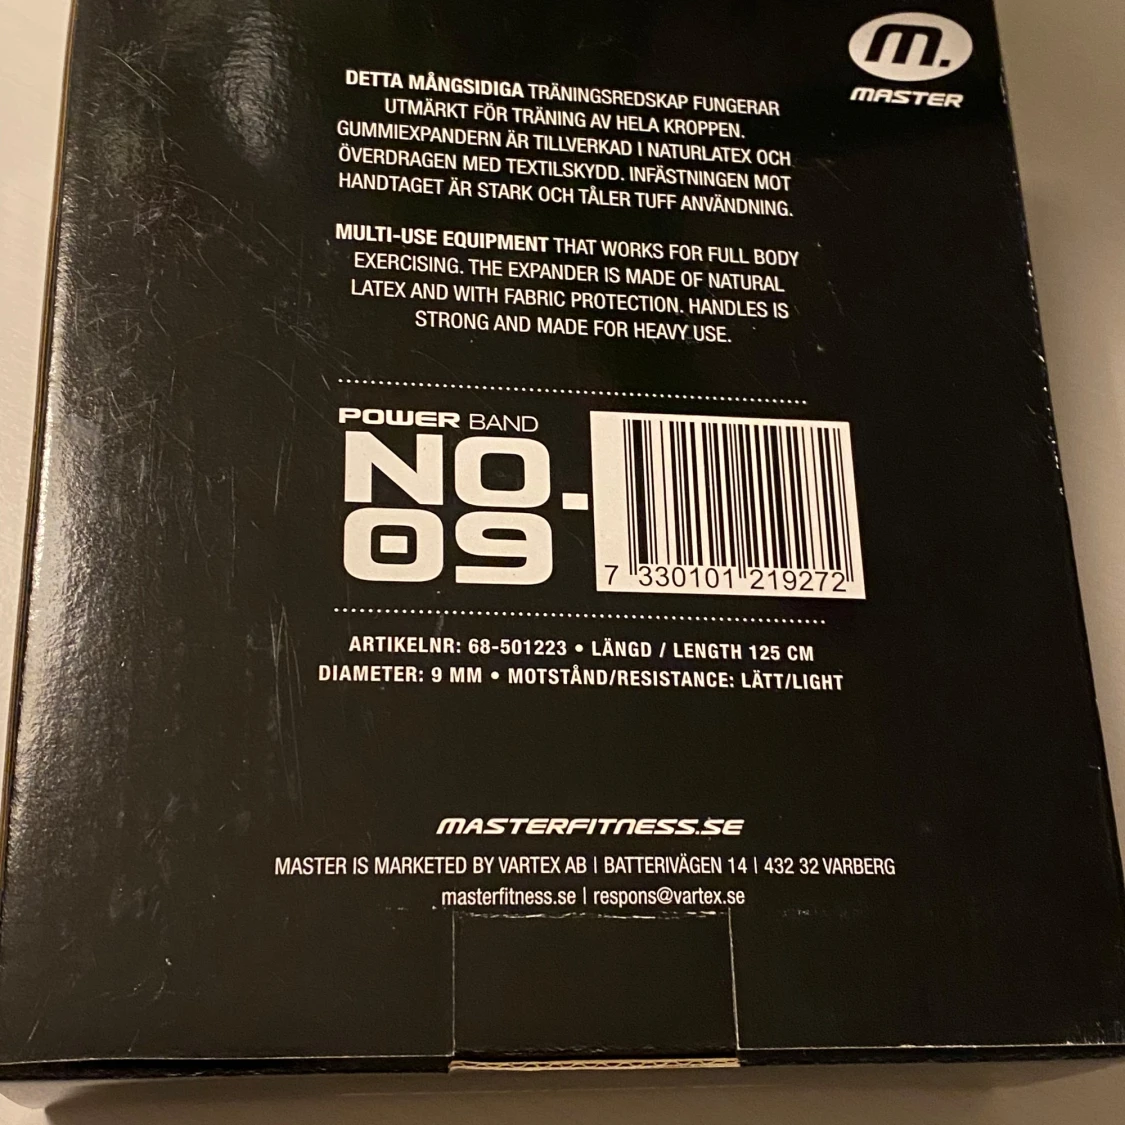 m.
MASTER
DETTA MÅNGSIDIGA TRÄNINGSREDSKAP FUNGERAR
UTMÄRKT FÖR TRÄNING AV HELA KROPPEN.
GUMMIEXPANDERN ÄR TILLVERKAD I NATURLATEX OCH
ÖVERDRAGEN MED TEXTILSKYDD. INFÄSTNINGEN MOT
HANDTAGET ÄR STARK OCH TÅLER TUFF ANVÄNDNING.
MULTI-USE EQUIPMENT THAT WORKS FOR FULL BODY
EXERCISING. THE EXPANDER IS MADE OF NATURAL
LATEX AND WITH FABRIC PROTECTION. HANDLES IS
STRONG AND MADE FOR HEAVY USE.
POWER BAND
NO.
09
7 330101 219272
ARTIKELNR: 68-501223 • LÄNGD / LENGTH 125 CM
DIAMETER: 9 MM • MOTSTÅND/RESISTANCE: LÄTT/LIGHT
MASTERFITNESS.SE
MASTER IS MARKETED BY VARTEX AB | BATTERIVÄGEN 14 | 432 32 VARBERG
masterfitness.se | respons@vartex.se